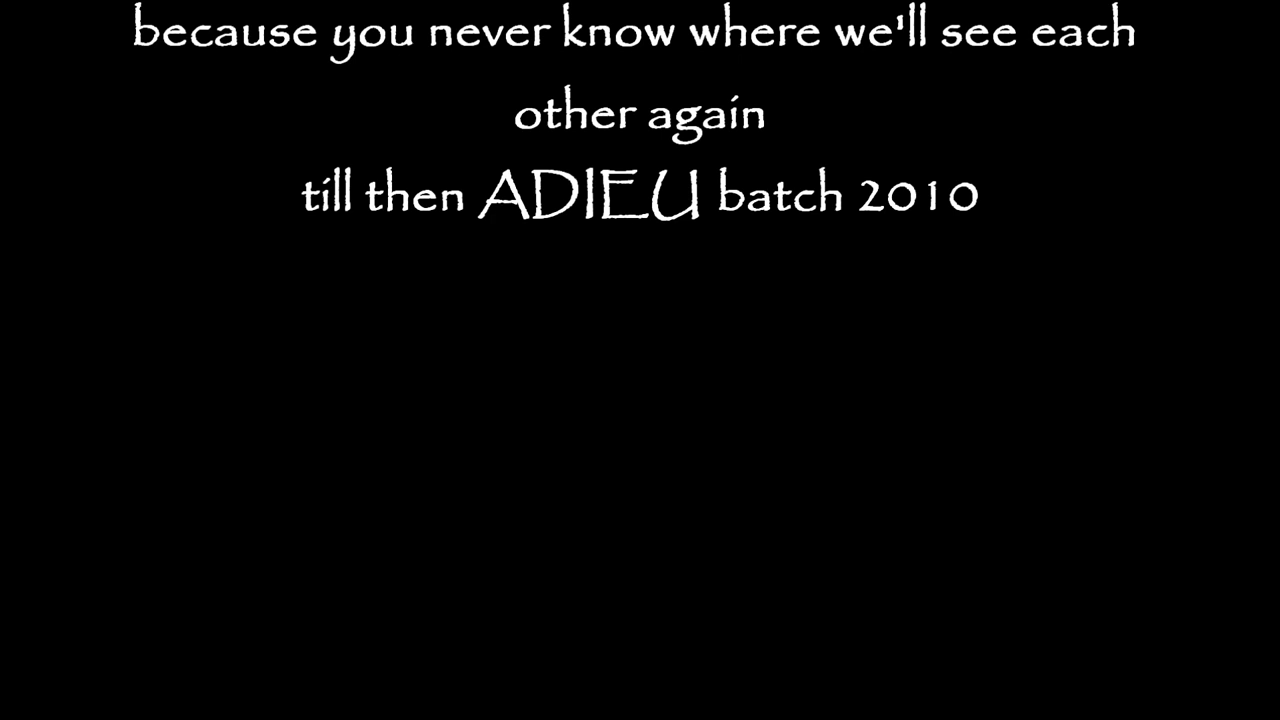 because you never know where we'll see each
other again
till then ADIEU batch 2010